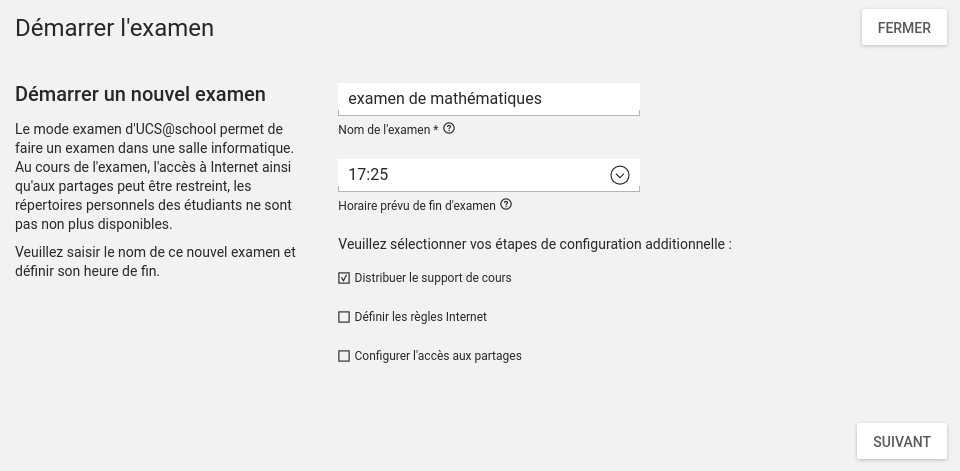 Démarrer l'examen
FERMER
Démarrer un nouvel examen
Le mode examen d'UCS@school permet de
faire un examen dans une salle informatique.
Au cours de l'examen, l'accès à Internet ainsi
qu'aux partages peut être restreint, les
répertoires personnels des étudiants ne sont
pas non plus disponibles.
Veuillez saisir le nom de ce nouvel examen et
définir son heure de fin.
examen de mathématiques
Nom de l'examen *
17:25
Horaire prévu de fin d'examen
Veuillez sélectionner vos étapes de configuration additionnelle :
Distribuer le support de cours
Définir les règles Internet
Configurer l'accès aux partages
SUIVANT